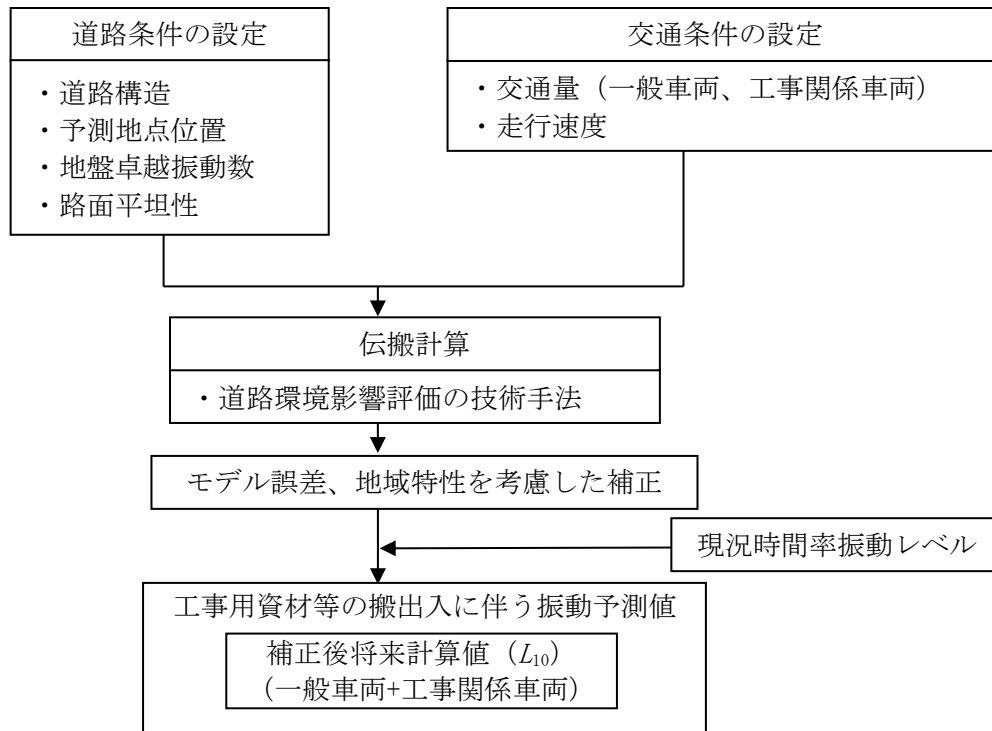 道路条件の設定
・道路構造
・予測地点位置
・地盤卓越振動数
・路面平坦性
交通条件の設定
・交通量（一般車両、工事関係車両）
・走行速度
伝搬計算
・道路環境影響評価の技術手法
モデル誤差、地域特性を考慮した補正
現況時間率振動レベル
工事用資材等の搬出入に伴う振動予測値
補正後将来計算値（L10）
（一般車両+工事関係車両）